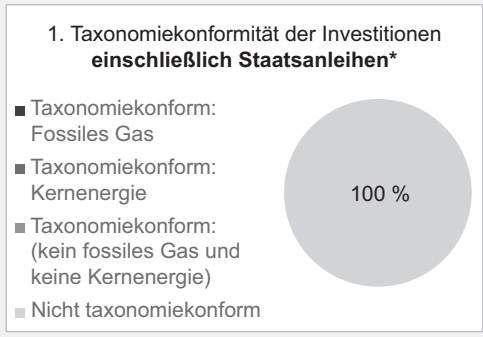 1. Taxonomiekonformität der Investitionen
einschließlich Staatsanleihen*
Taxonomiekonform:
Fossiles Gas
Taxonomiekonform:
Kernenergie
Taxonomiekonform:
(kein fossiles Gas und
keine Kernenergie)
Nicht taxonomiekonform
100 %